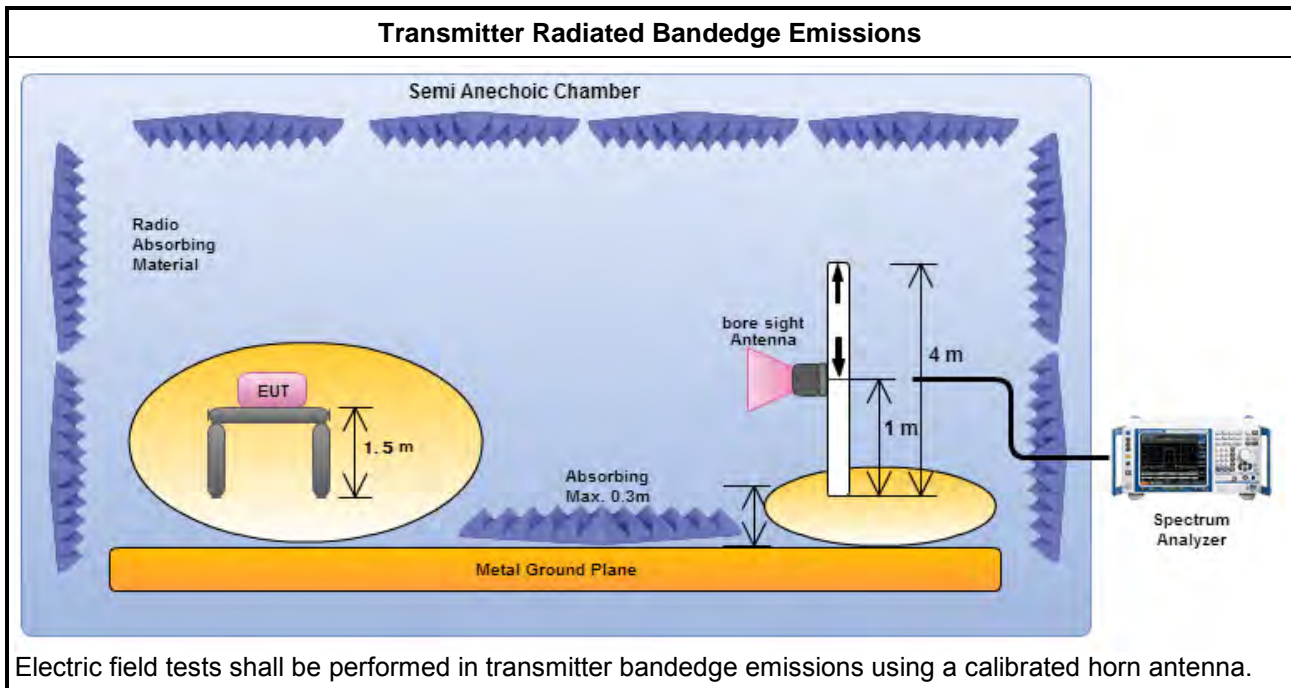 Transmitter Radiated Bandedge Emissions
Semi Anechoic Chamber
Radio
Absorbing
Material
bore sight
Antenna
4 m
EUT
1 m
1.5 m
Absorbing
Max. 0.3m
Spectrum
Analyzer
Metal Ground Plane
Electric field tests shall be performed in transmitter bandedge emissions using a calibrated horn antenna.